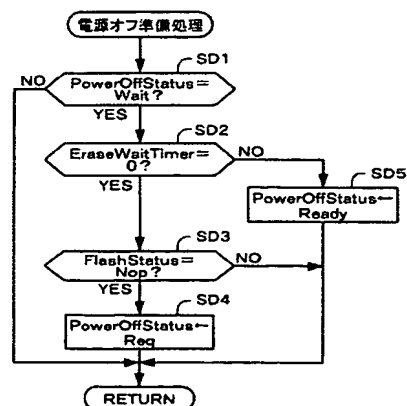 電源オフ準備処理
SD1
NO
PowerOffStatus=
Wait?
YES
SD2
EraseWaitTimer=
0?
NO
YES
SD5
PowerOffStatus←
Ready
SD3
FlashStatus=
Nop?
NO
YES
SD4
PowerOffStatus←
Req
RETURN